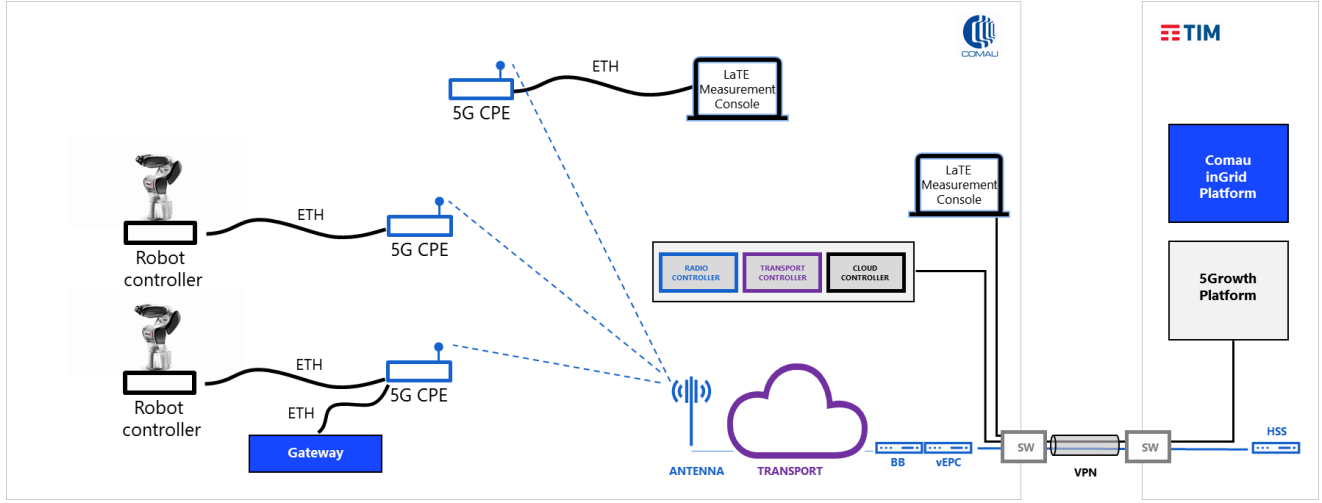 COMAU
TIM
ETH
LaTE
Measurement
Console
5G CPE
LaTE
Measurement
Console
Comau
inGrid
Platform
ETH
5G CPE
Robot
controller
RADIO
CONTROLLER
TRANSPORT
CONTROLLER
CLOUD
CONTROLLER
5Growth
Platform
ETH
5G CPE
Robot
controller
ETH
Gateway
ANTENNA
TRANSPORT
BB
vEPC
SW
VPN
SW
HSS